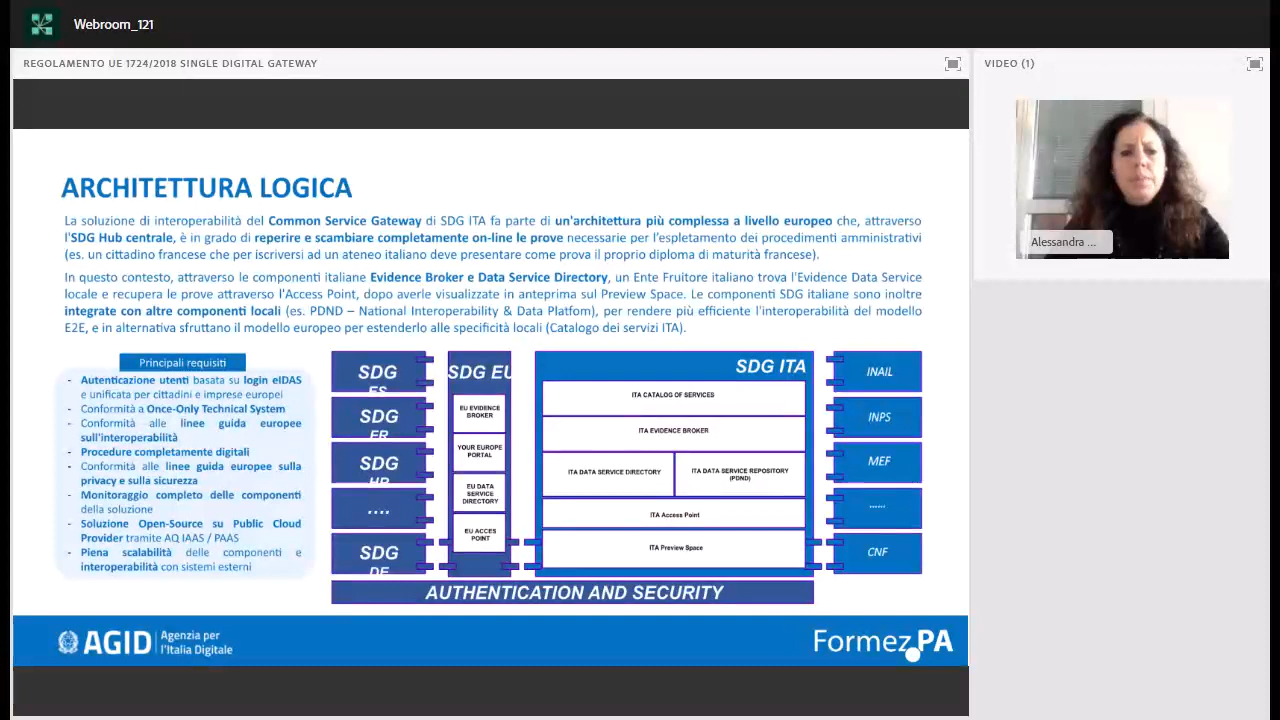 Webroom_121
REGOLAMENTO UE 1724/2018 SINGLE DIGITAL GATEWAY
VIDEO (1)
Alessandra ...
ARCHITETTURA LOGICA
La soluzione di interoperabilità del Common Service Gateway di SDG ITA fa parte di un'architettura più complessa a livello europeo che, attraverso
l'SDG Hub centrale, è in grado di reperire e scambiare completamente on-line le prove necessarie per l'espletamento dei procedimenti amministrativi
(es. un cittadino francese che per iscriversi ad un ateneo italiano deve presentare come prova il proprio diploma di maturità francese).
In questo contesto, attraverso le componenti italiane Evidence Broker e Data Service Directory, un Ente Fruitore italiano trova l'Evidence Data Service
locale e recupera le prove attraverso l'Access Point, dopo averle visualizzate in anteprima sul Preview Space. Le componenti SDG italiane sono inoltre
integrate con altre componenti locali (es. PDND – National Interoperability & Data Platfom), per rendere più efficiente l'interoperabilità del modello
E2E, e in alternativa sfruttano il modello europeo per estenderlo alle specificità locali (Catalogo dei servizi ITA).
Principali requisiti
- Autenticazione utenti basata su login eIDAS
e unificata per cittadini e imprese europei
- Conformità a Once-Only Technical System
- Conformità alle linee guida europee
sull'interoperabilità
- Procedure completamente digitali
- Conformità alle linee guida europee sulla
privacy e sulla sicurezza
- Monitoraggio completo delle componenti
della soluzione
- Soluzione Open-Source su Public Cloud
Provider tramite AQ IAAS / PAAS
- Piena scalabilità delle componenti e
interoperabilità con sistemi esterni
SDG
ES
SDG
FR
SDG
HR
....
SDG
DE
SDG EU
EU EVIDENCE
BROKER
YOUR EUROPE
PORTAL
EU DATA
SERVICE
DIRECTORY
EU ACCES
POINT
SDG ITA
ITA CATALOG OF SERVICES
ITA EVIDENCE BROKER
ITA DATA SERVICE DIRECTORY
ITA DATA SERVICE REPOSITORY
(PDND)
ITA Access Point
ITA Preview Space
INAIL
INPS
MEF
......
CNF
AUTHENTICATION AND SECURITY
AGID
Agenzia per
l'Italia Digitale
Formez PA